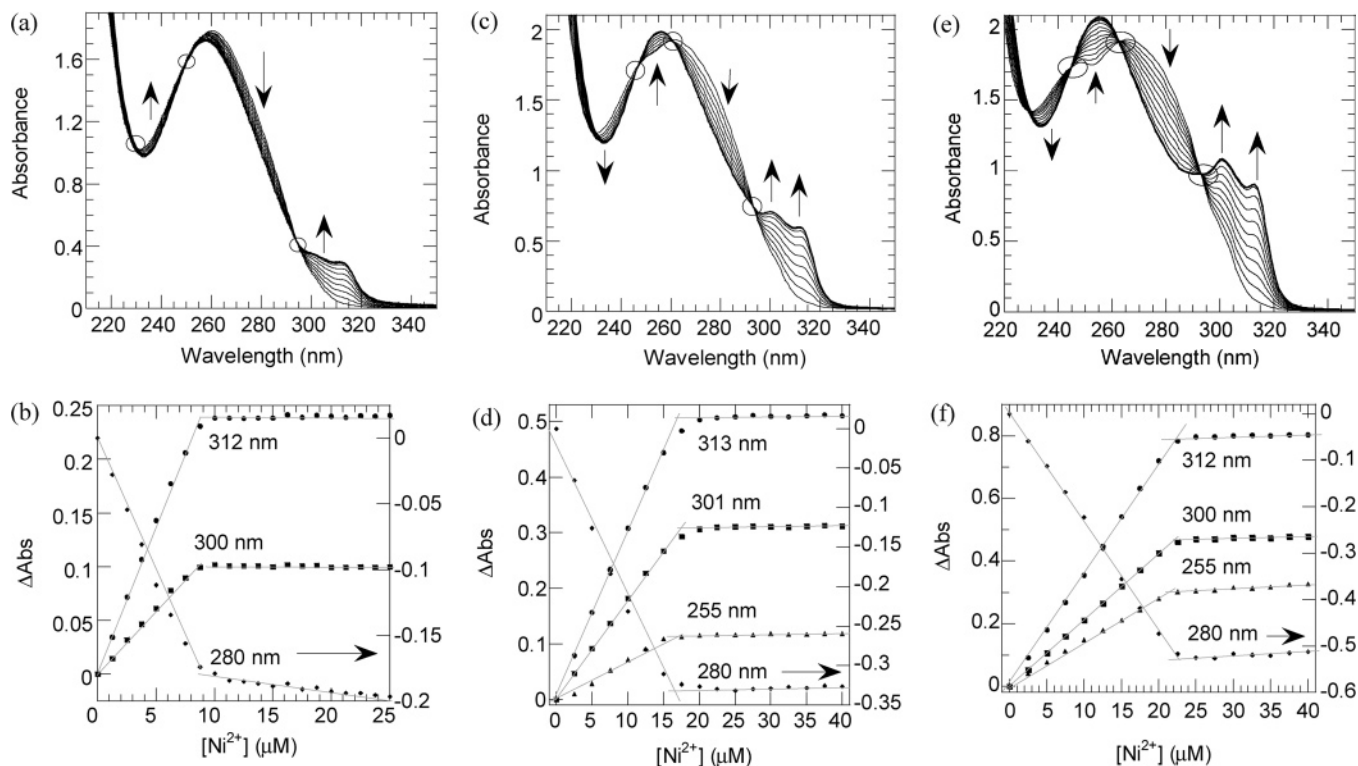 (a)
Absorbance
1.6
1.2
0.8
0.4
0
220 240 260 280 300 320 340
Wavelength (nm)
(c)
Absorbance
2
1.5
1
0.5
0
220 240 260 280 300 320 340
Wavelength (nm)
(e)
Absorbance
2
1.5
1
0.5
0
220 240 260 280 300 320 340
Wavelength (nm)
(b)
ΔAbs
0.25
0.2
0.15
0.1
0.05
0
312 nm
300 nm
280 nm
0
-0.05
-0.1
-0.15
-0.2
0 5 10 15 20 25
[Ni²⁺] (μM)
(d)
ΔAbs
0.5
0.4
0.3
0.2
0.1
0
313 nm
301 nm
255 nm
280 nm
0
-0.05
-0.1
-0.15
-0.2
-0.25
-0.3
-0.35
0 5 10 15 20 25 30 35 40
[Ni²⁺] (μM)
(f)
ΔAbs
0.8
0.6
0.4
0.2
0
312 nm
300 nm
255 nm
280 nm
0
-0.1
-0.2
-0.3
-0.4
-0.5
-0.6
0 5 10 15 20 25 30 35 40
[Ni²⁺] (μM)